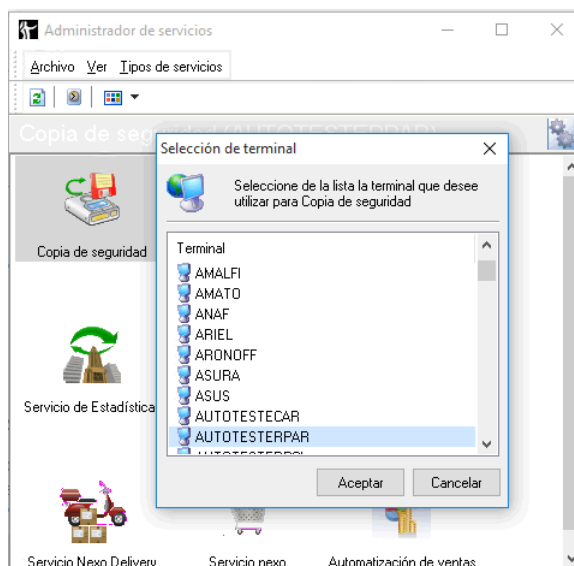 Administrador de servicios
Archivo Ver Tipos de servicios
Selección de terminal
Seleccione de la lista la terminal que desee
utilizar para Copia de seguridad
Terminal
AMALFI
AMATO
ANAF
ARIEL
ARONOFF
ASURA
ASUS
AUTOTESTECAR
AUTOTESTERPAR
Aceptar Cancelar
Copia de seguridad
Servicio de Estadística
Servicio Nexo Delivery Servicio nexo Automatización de ventas